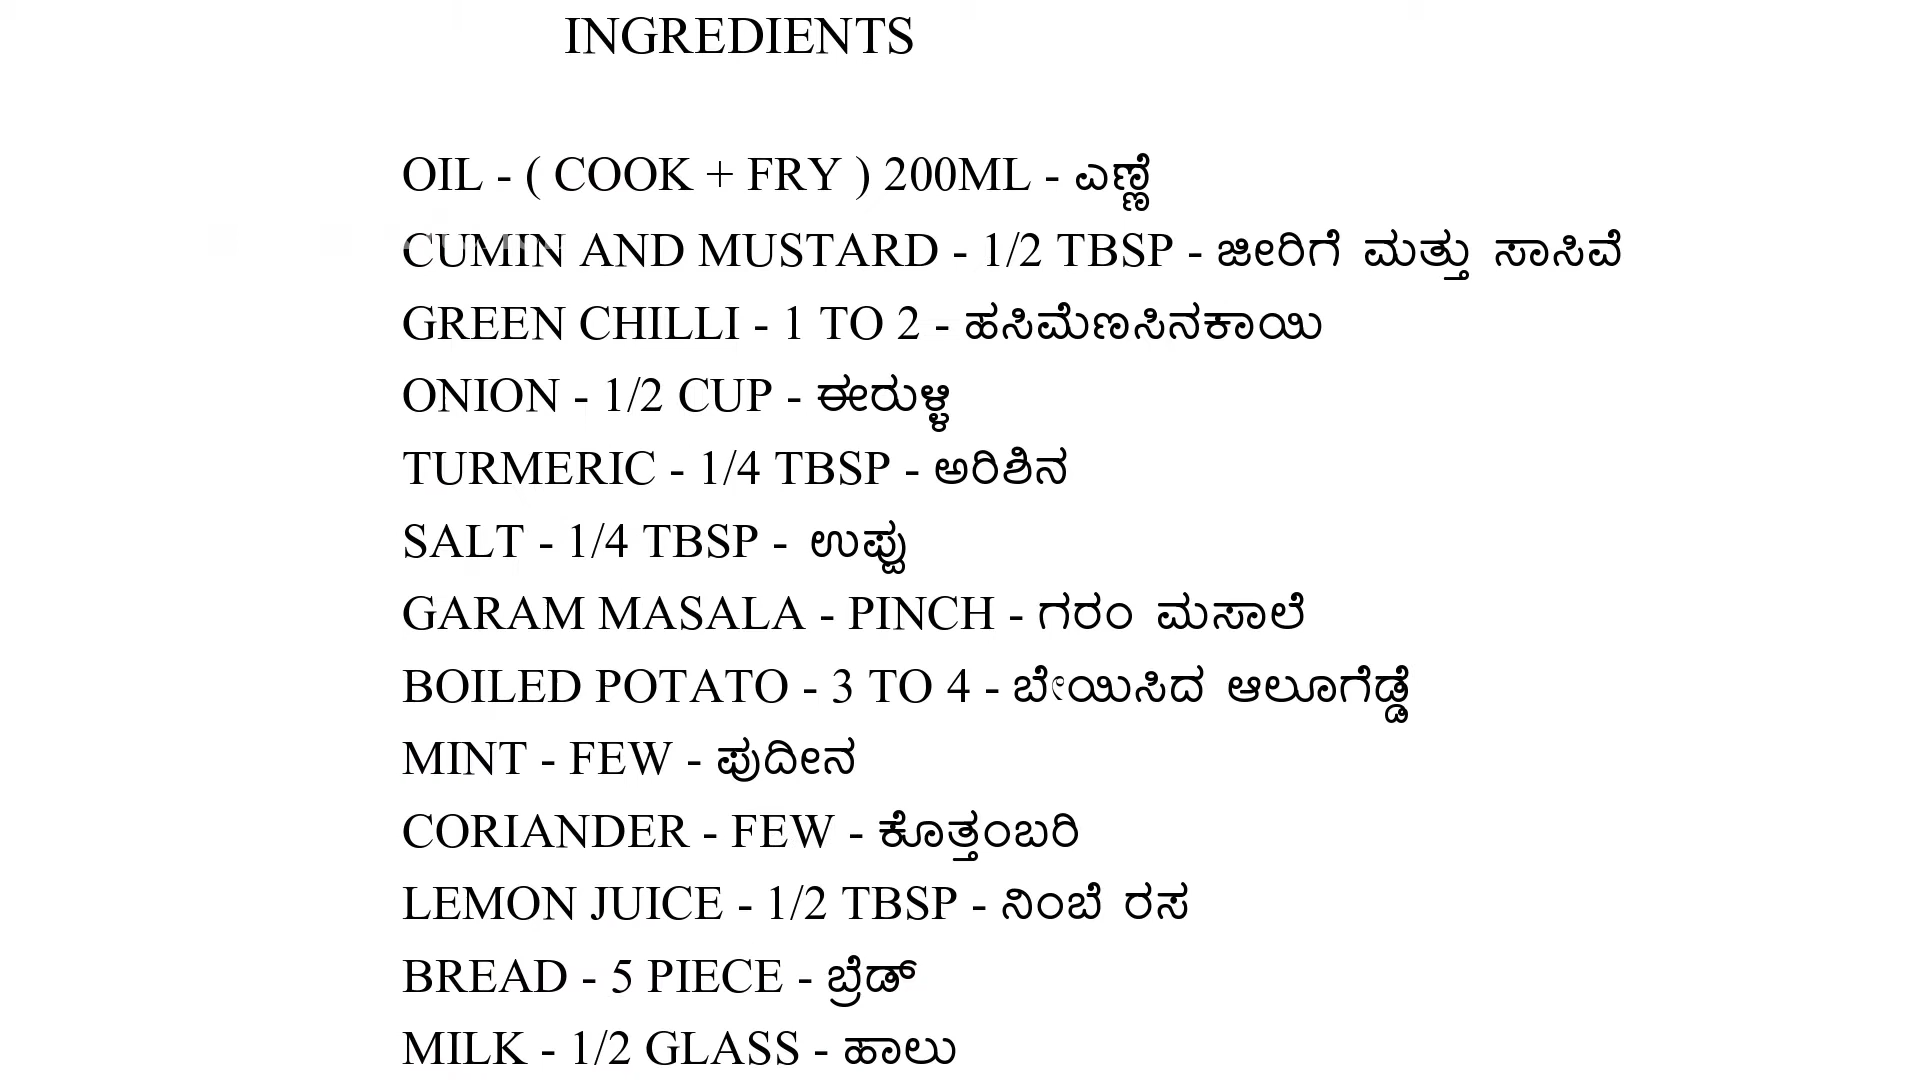 INGREDIENTS
OIL - ( COOK + FRY ) 200ML - ಎಣ್ಣೆ
CUMIN AND MUSTARD - 1/2 TBSP - ಜೀರಿಗೆ ಮತ್ತು ಸಾಸಿವೆ
GREEN CHILLI - 1 TO 2 - ಹಸಿಮೆಣಸಿನಕಾಯಿ
ONION - 1/2 CUP - ಈರುಳ್ಳಿ
TURMERIC - 1/4 TBSP - ಅರಿಶಿನ
SALT - 1/4 TBSP - ಉಪ್ಪು
GARAM MASALA - PINCH - ಗರಂ ಮಸಾಲೆ
BOILED POTATO - 3 TO 4 - ಬೇಯಿಸಿದ ಆಲೂಗೆಡ್ಡೆ
MINT - FEW - ಪುದೀನ
CORIANDER - FEW - ಕೊತ್ತಂಬರಿ
LEMON JUICE - 1/2 TBSP - ನಿಂಬೆ ರಸ
BREAD - 5 PIECE - ಬ್ರೆಡ್
MILK - 1/2 GLASS - ಹಾಲು